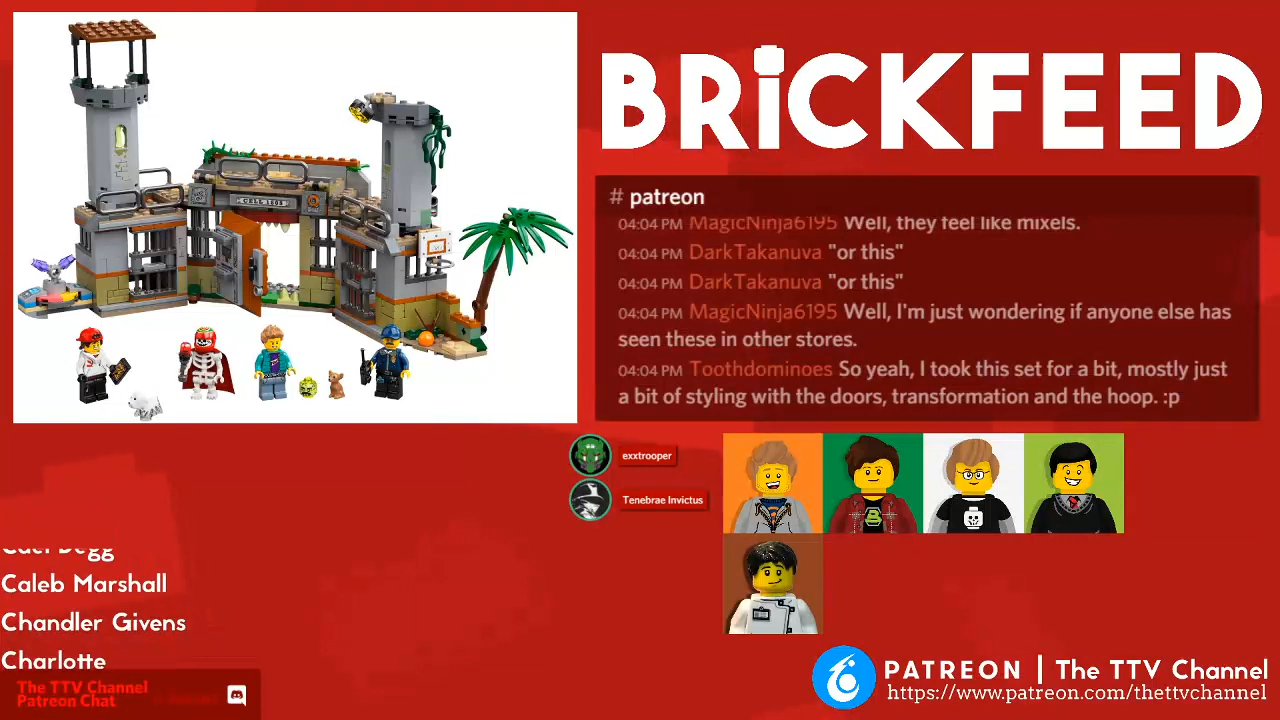 BRICKFEED
# patreon
04:04 PM MagicNinja6195 Well, they feel like mixels.
04:04 PM DarkTakanuva "or this"
04:04 PM DarkTakanuva "or this"
04:04 PM MagicNinja6195 Well, I'm just wondering if anyone else has
seen these in other stores.
04:04 PM Toothdominoes So yeah, I took this set for a bit, mostly just
a bit of styling with the doors, transformation and the hoop. :p
exxtrooper
Tenebrae Invictus
Caleb Marshall
Chandler Givens
Charlotte
The TTV Channel
Patreon Chat
PATREON | The TTV Channel
https://www.patreon.com/thettvchannel